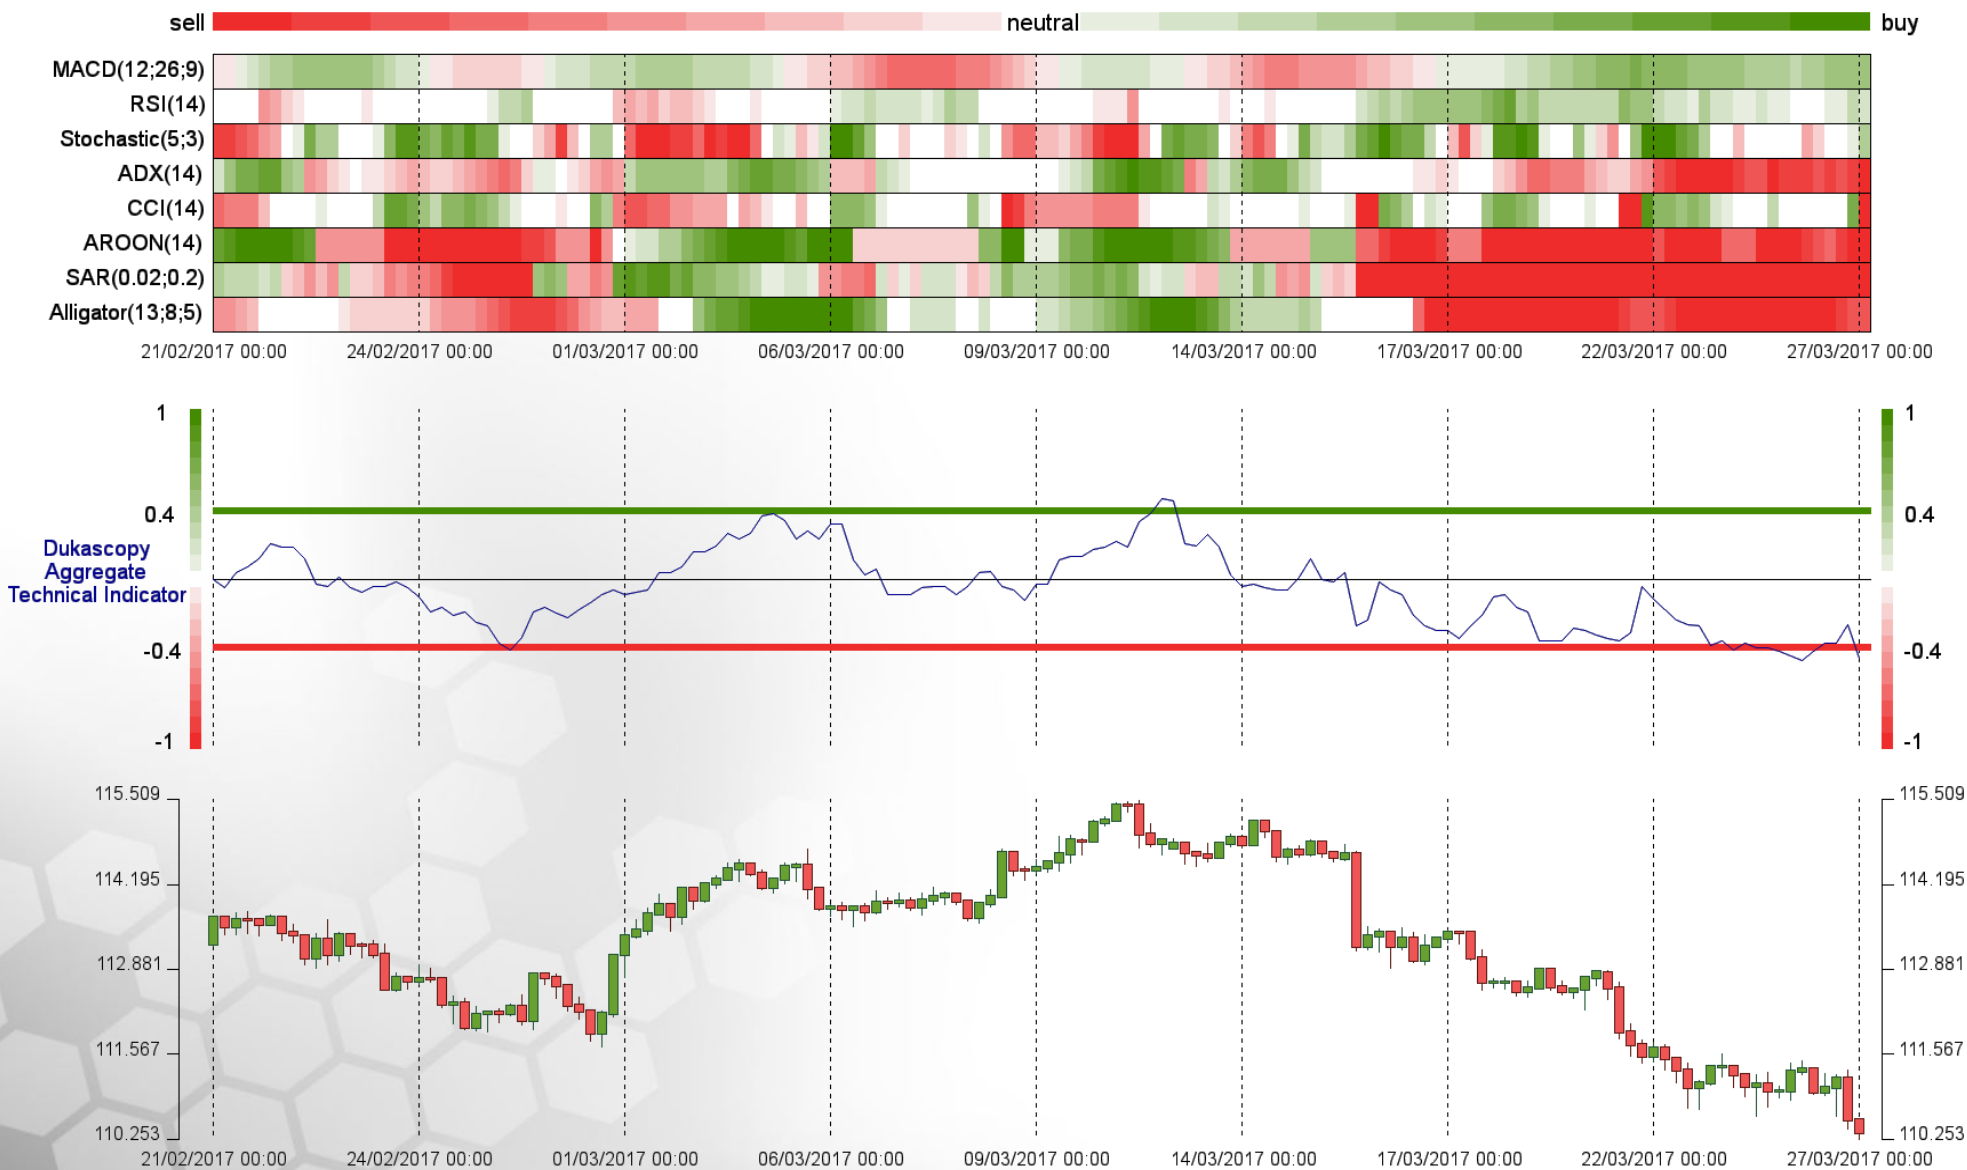 sell neutral buy
MACD(12;26;9)
RSI(14)
Stochastic(5;3)
ADX(14)
CCI(14)
AROON(14)
SAR(0.02;0.2)
Alligator(13;8;5)
21/02/2017 00:00 24/02/2017 00:00 01/03/2017 00:00 06/03/2017 00:00 09/03/2017 00:00 14/03/2017 00:00 17/03/2017 00:00 22/03/2017 00:00 27/03/2017 00:00
1 1
0.4 0.4
Dukascopy
Aggregate
Technical Indicator
-0.4 -0.4
-1 -1
115.509 115.509
114.195 114.195
112.881 112.881
111.567 111.567
110.253 110.253
21/02/2017 00:00 24/02/2017 00:00 01/03/2017 00:00 06/03/2017 00:00 09/03/2017 00:00 14/03/2017 00:00 17/03/2017 00:00 22/03/2017 00:00 27/03/2017 00:00